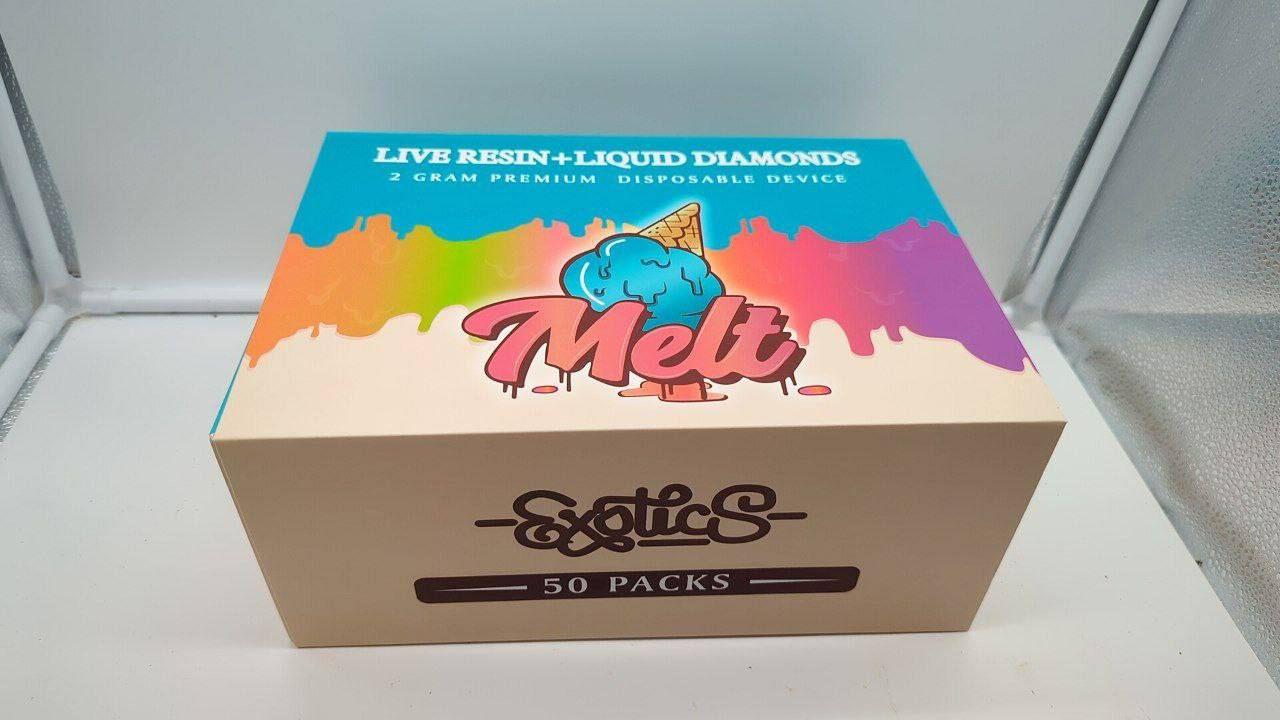 LIVE RESIN+LIQUID DIAMONDS
2 GRAM PREMIUM DISPOSABLE DEVICE
Melt
Exotics
50 PACKS